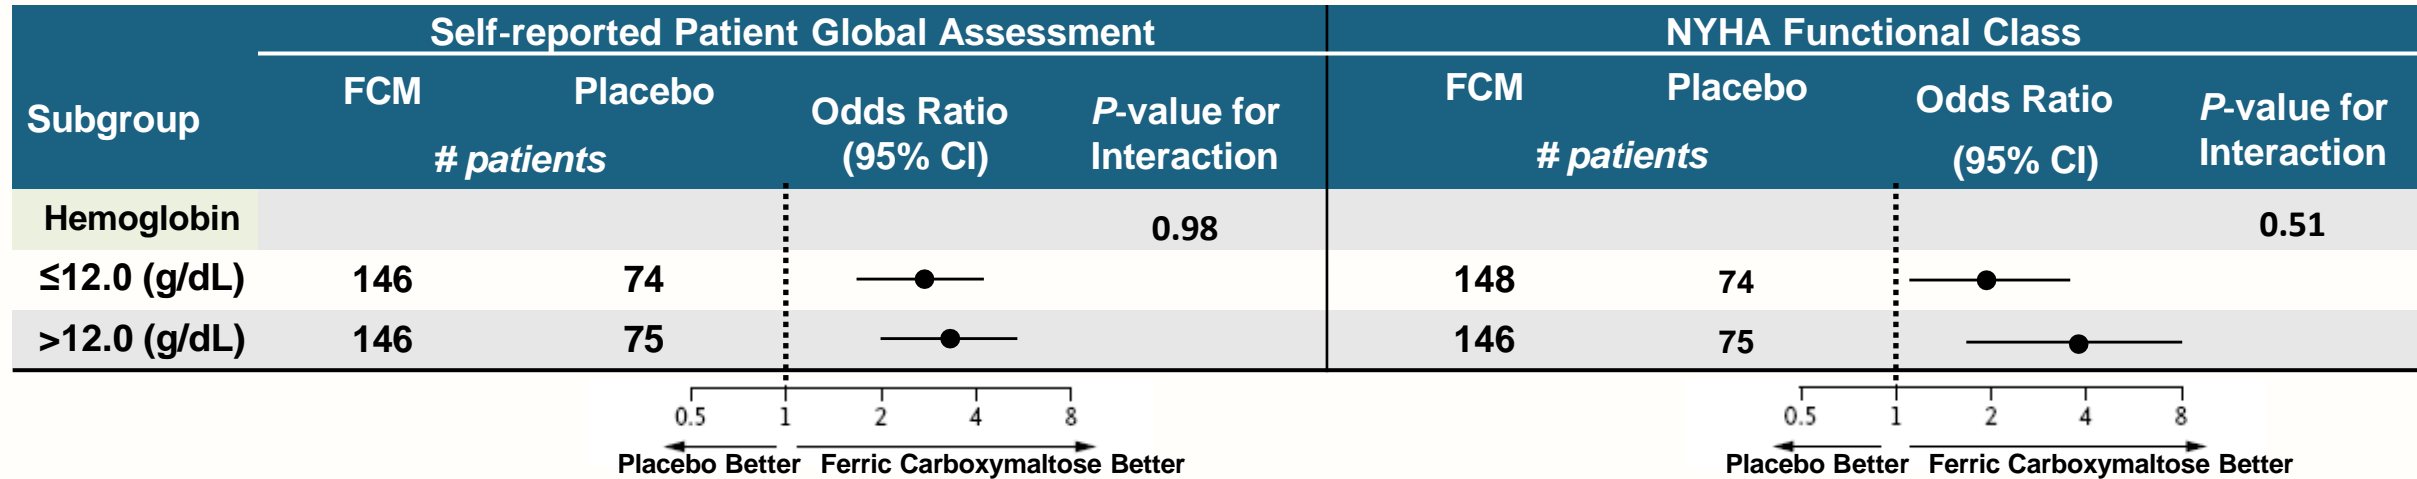 Self-reported Patient Global Assessment NYHA Functional Class
Subgroup FCM Placebo Odds Ratio (95% CI) P-value for Interaction FCM Placebo Odds Ratio (95% CI) P-value for Interaction
# patients # patients
Hemoglobin 0.98 0.51
≤12.0 (g/dL) 146 74 148 74
>12.0 (g/dL) 146 75 146 75
0.5 1 2 4 8 0.5 1 2 4 8
Placebo Better Ferric Carboxymaltose Better Placebo Better Ferric Carboxymaltose Better